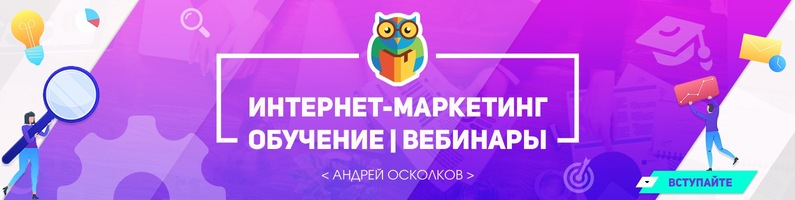 ИНТЕРНЕТ-МАРКЕТИНГ
ОБУЧЕНИЕ | ВЕБИНАРЫ
< АНДРЕЙ ОСКОЛКОВ >
ВСТУПАЙТЕ